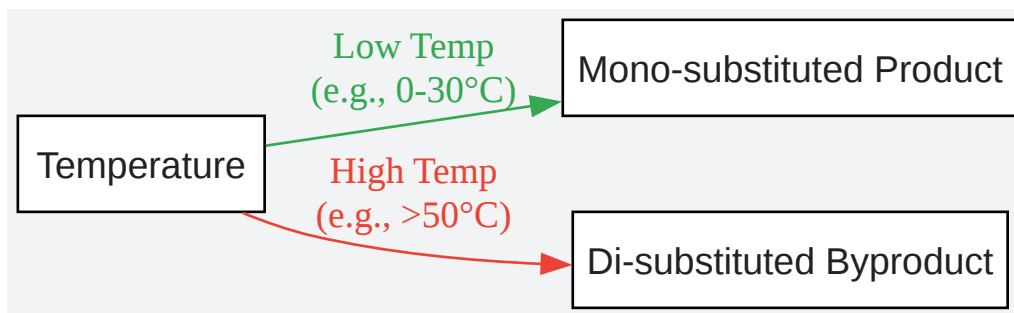 Low Temp
(e.g., 0-30°C)
Mono-substituted Product
Temperature
High Temp
(e.g., >50°C)
Di-substituted Byproduct